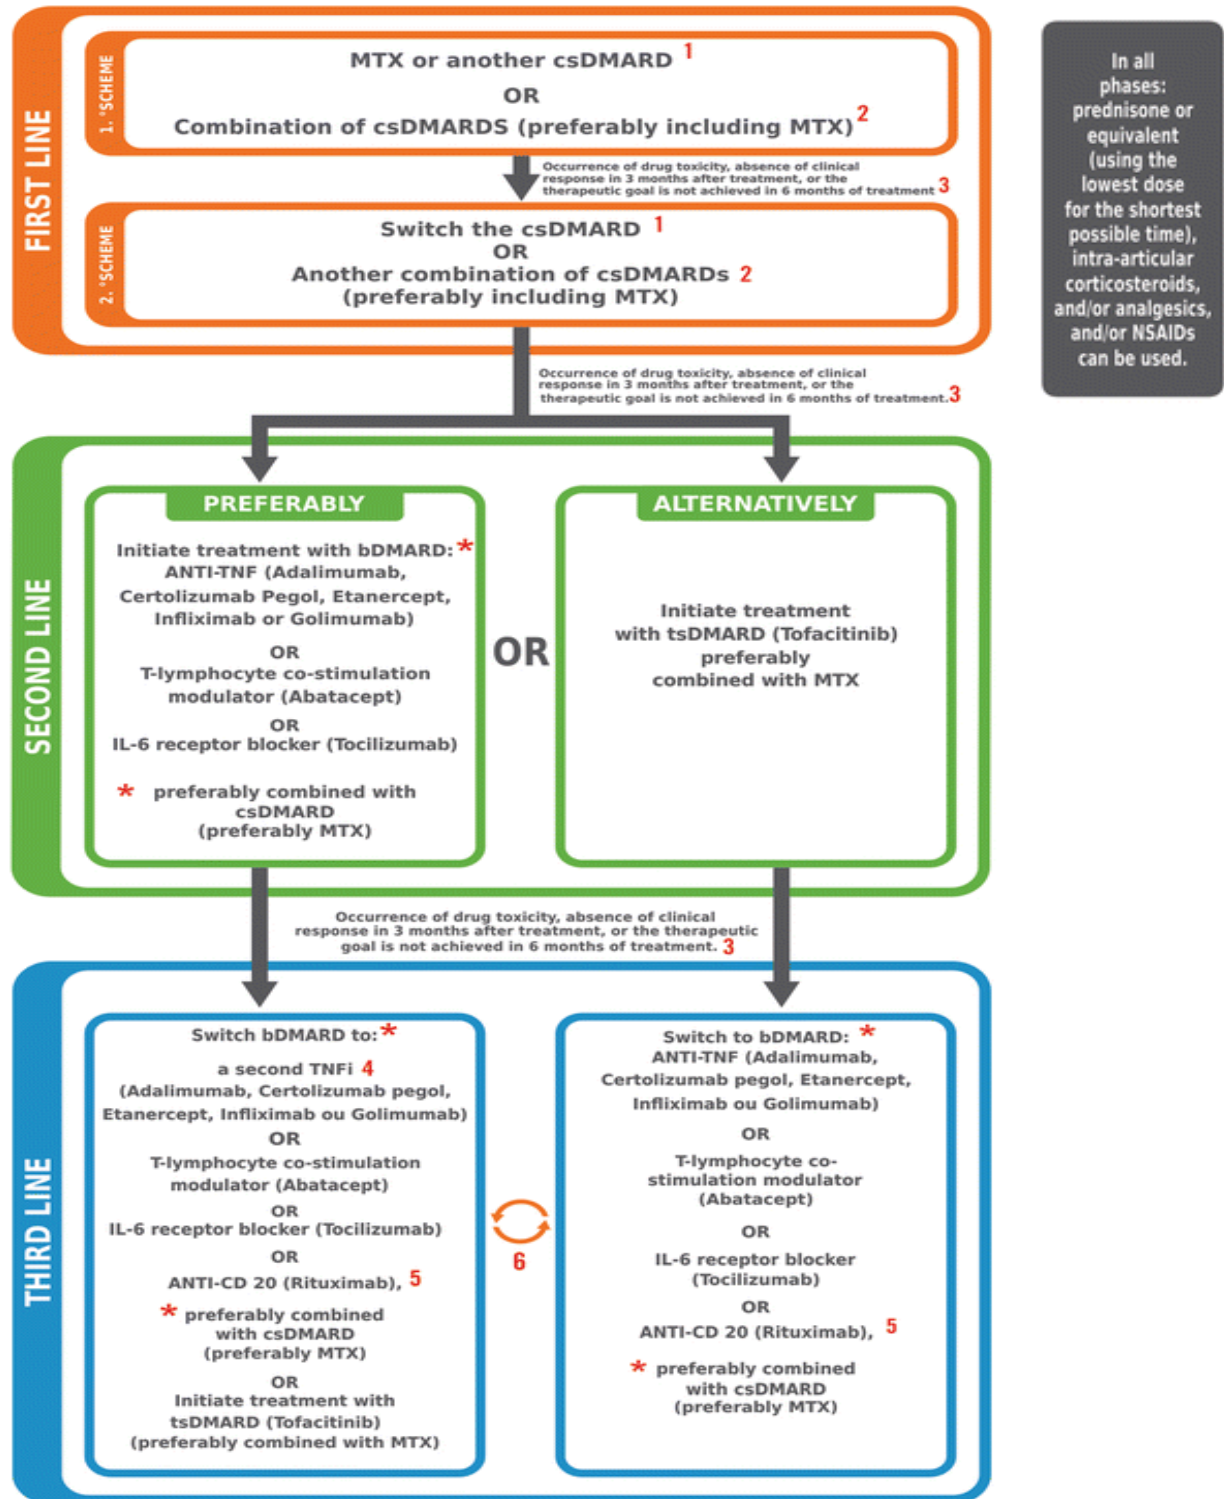 FIRST LINE
1. °SCHEME
MTX or another csDMARD 1
OR
Combination of csDMARDS (preferably including MTX) 2
Occurrence of drug toxicity, absence of clinical
response in 3 months after treatment, or the
therapeutic goal is not achieved in 6 months of treatment 3
2. °SCHEME
Switch the csDMARD 1
OR
Another combination of csDMARDs 2
(preferably including MTX)
In all
phases:
prednisone or
equivalent
(using the
lowest dose
for the shortest
possible time),
intra-articular
corticosteroids,
and/or analgesics,
and/or NSAIDs
can be used.
Occurrence of drug toxicity, absence of clinical
response in 3 months after treatment, or the
therapeutic goal is not achieved in 6 months of treatment. 3
SECOND LINE
PREFERABLY
Initiate treatment with bDMARD: *
ANTI-TNF (Adalimumab,
Certolizumab Pegol, Etanercept,
Infliximab or Golimumab)
OR
T-lymphocyte co-stimulation
modulator (Abatacept)
OR
IL-6 receptor blocker (Tocilizumab)
* preferably combined with
csDMARD
(preferably MTX)
OR
ALTERNATIVELY
Initiate treatment
with tsDMARD (Tofacitinib)
preferably
combined with MTX
Occurrence of drug toxicity, absence of clinical
response in 3 months after treatment, or the therapeutic
goal is not achieved in 6 months of treatment. 3
THIRD LINE
Switch bDMARD to: *
a second TNFi 4
(Adalimumab, Certolizumab pegol,
Etanercept, Infliximab ou Golimumab)
OR
T-lymphocyte co-stimulation
modulator (Abatacept)
OR
IL-6 receptor blocker (Tocilizumab)
OR
ANTI-CD 20 (Rituximab), 5
* preferably combined
with csDMARD
(preferably MTX)
OR
Initiate treatment with
tsDMARD (Tofacitinib)
(preferably combined with MTX)
6
Switch to bDMARD: *
ANTI-TNF (Adalimumab,
Certolizumab pegol, Etanercept,
Infliximab ou Golimumab)
OR
T-lymphocyte co-
stimulation modulator
(Abatacept)
OR
IL-6 receptor blocker
(Tocilizumab)
OR
ANTI-CD 20 (Rituximab), 5
* preferably combined
with csDMARD
(preferably MTX)